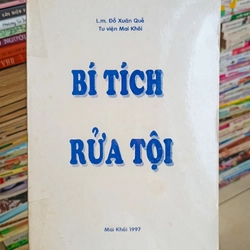 L.m. Đỗ Xuân Quế
Tu viện Mai Khôi
BÍ TÍCH
RỬA TỘI
Mai Khôi 1997